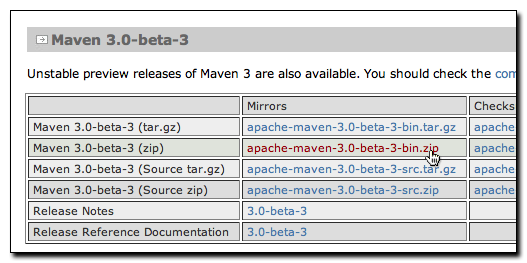 Maven 3.0-beta-3
Unstable preview releases of Maven 3 are also available. You should check the
Mirrors Checks
Maven 3.0-beta-3 (tar.gz) apache-maven-3.0-beta-3-bin.tar.gz apache
Maven 3.0-beta-3 (zip) apache-maven-3.0-beta-3-bin.zip apache
Maven 3.0-beta-3 (Source tar.gz) apache-maven-3.0-beta-3-src.tar.gz apache
Maven 3.0-beta-3 (Source zip) apache-maven-3.0-beta-3-src.zip apache
Release Notes 3.0-beta-3
Release Reference Documentation 3.0-beta-3